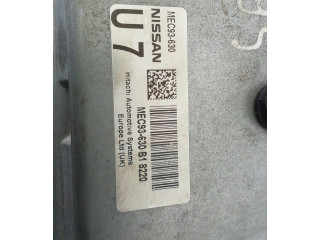 MEC93-630
NISSAN
U7
MEC93-630 B1 8220
Hitachi Automotive Systems
Europe Ltd (UK)